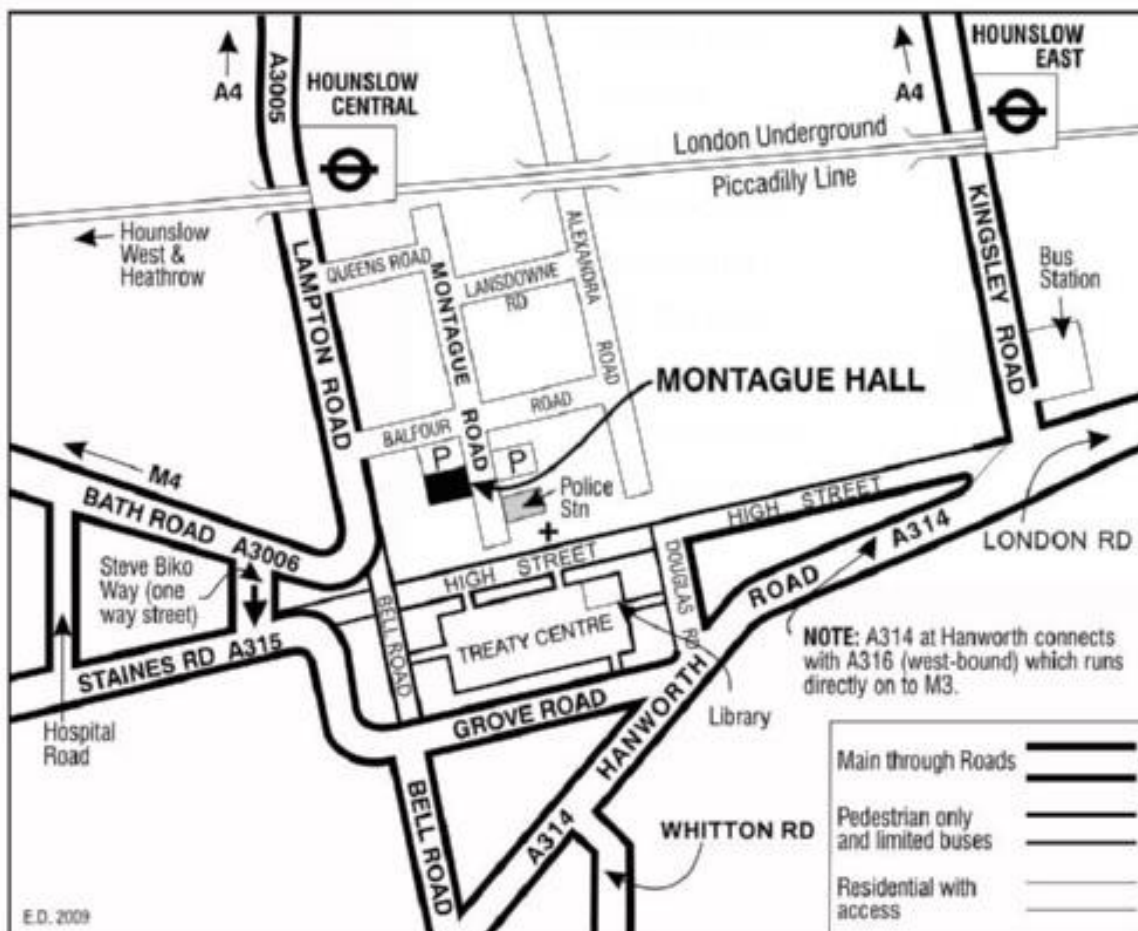 A4
A3005
HOUNSLOW
CENTRAL
HOUNSLOW
EAST
A4
London Underground
Piccadilly Line
Hounslow
West &
Heathrow
QUEENS ROAD
LANSDOWNE
RD
ALEXANDRA
ROAD
LAMPTON ROAD
MONTAGUE
ROAD
KINGSLEY ROAD
Bus
Station
MONTAGUE HALL
BALFOUR
ROAD
P
P
Police
Stn
M4
BATH ROAD A3006
HIGH STREET
HIGH STREET
A314
LONDON RD
Steve Biko
Way (one
way street)
BELL ROAD
TREATY CENTRE
DOUGLAS RD
HANWORTH ROAD
STAINES RD A315
NOTE: A314 at Hanworth connects
with A316 (west-bound) which runs
directly on to M3.
GROVE ROAD
Library
Hospital
Road
BELL ROAD
A314
WHITTON RD
Main through Roads
Pedestrian only
and limited buses
Residential with
access
E.D. 2009